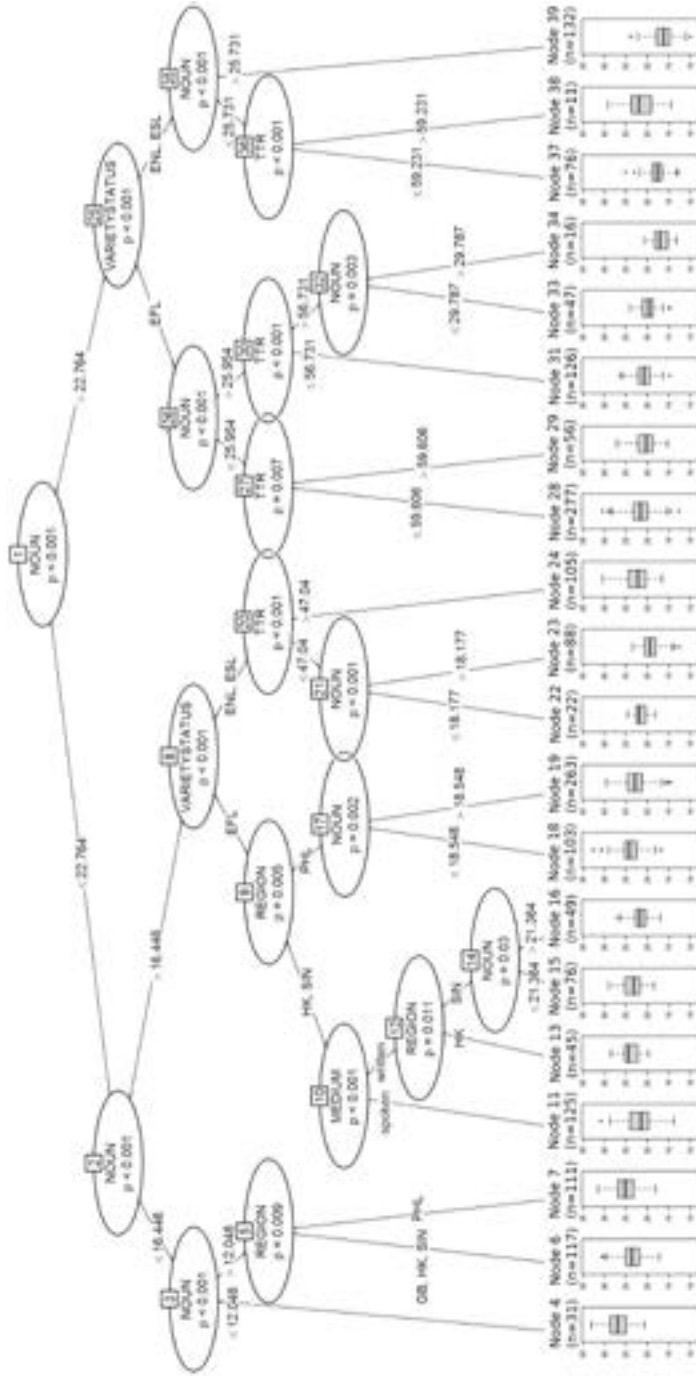 1
NOUN
p < 0.001
≤ 22.764
> 22.764
2
NOUN
p < 0.001
≤ 16.446
> 16.446
3
NOUN
p < 0.001
≤ 12.048
> 12.048
5
REGION
p = 0.009
GB, HK, SIN
PHL
8
VARIETYSTATUS
p < 0.001
EFL
ENL, ESL
9
REGION
p = 0.005
HK, SIN
PHL
10
MEDIUM
p < 0.001
spoken
written
12
REGION
p = 0.011
HK
SIN
14
NOUN
p = 0.03
≤ 21.364
> 21.364
17
NOUN
p = 0.002
≤ 18.548
> 18.548
20
TTR
p < 0.001
≤ 47.04
> 47.04
21
NOUN
p = 0.001
≤ 18.177
> 18.177
25
VARIETYSTATUS
p < 0.001
EFL
ENL, ESL
26
NOUN
p < 0.001
≤ 25.954
> 25.954
27
TTR
p = 0.007
≤ 59.606
> 59.606
30
TTR
p < 0.001
≤ 56.731
> 56.731
32
NOUN
p = 0.003
≤ 29.787
> 29.787
35
NOUN
p < 0.001
≤ 25.731
> 25.731
36
TTR
p < 0.001
≤ 59.231
> 59.231
Node 4
(n=31)
Node 6
(n=117)
Node 7
(n=111)
Node 11
(n=125)
Node 13
(n=45)
Node 15
(n=76)
Node 16
(n=49)
Node 18
(n=103)
Node 19
(n=263)
Node 22
(n=22)
Node 23
(n=88)
Node 24
(n=105)
Node 28
(n=277)
Node 29
(n=56)
Node 31
(n=126)
Node 33
(n=47)
Node 34
(n=16)
Node 37
(n=76)
Node 38
(n=11)
Node 39
(n=132)